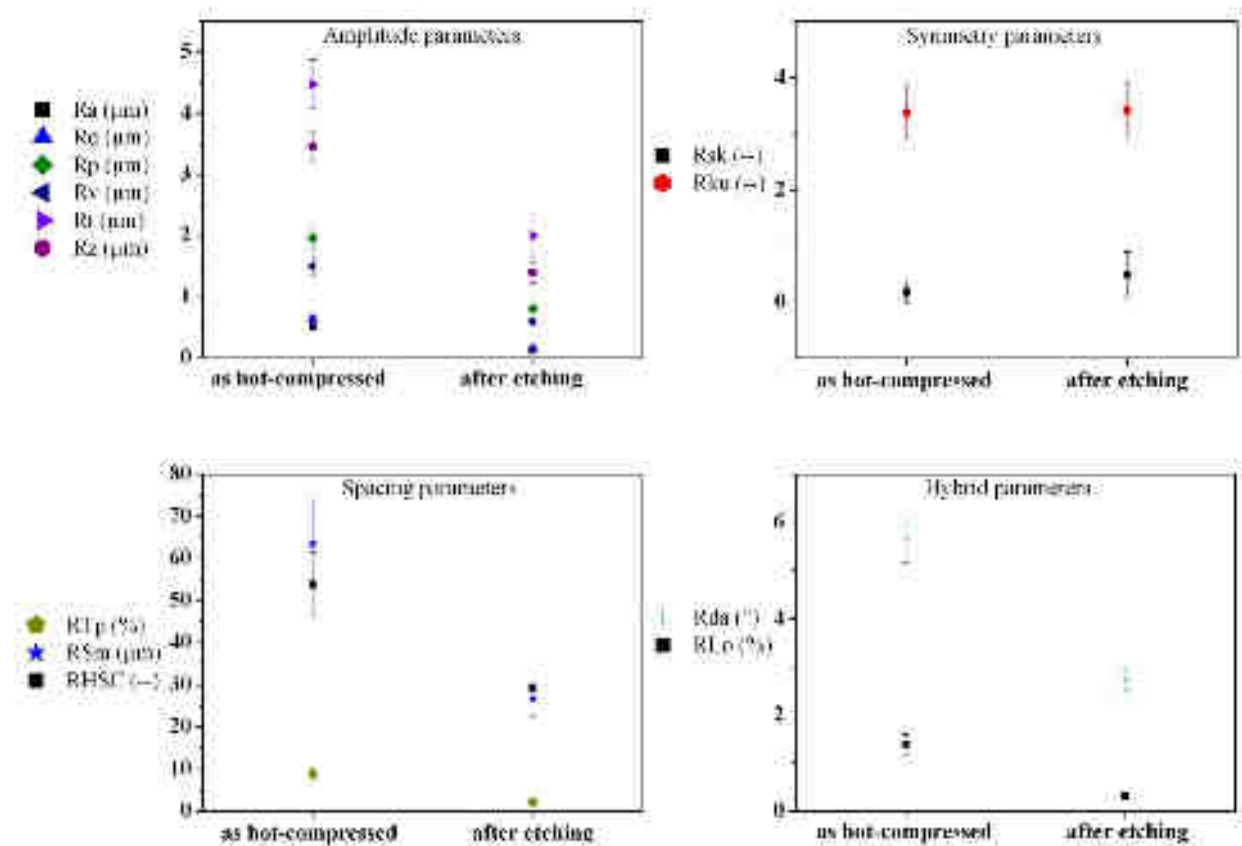 Amplitude parameters
5
4
3
2
1
0
Ra (μm)
Rq (μm)
Rp (μm)
Rv (μm)
Rt (μm)
Rz (μm)
as hot-compressed
after etching
Symmetry parameters
4
2
0
Rsk (--)
Rku (--)
as hot-compressed
after etching
Spacing parameters
80
70
60
50
40
30
20
10
0
RTp (%)
RSm (μm)
RHSC (--)
as hot-compressed
after etching
Hybrid parameters
6
4
2
0
Rda (°)
RLo (%)
as hot-compressed
after etching